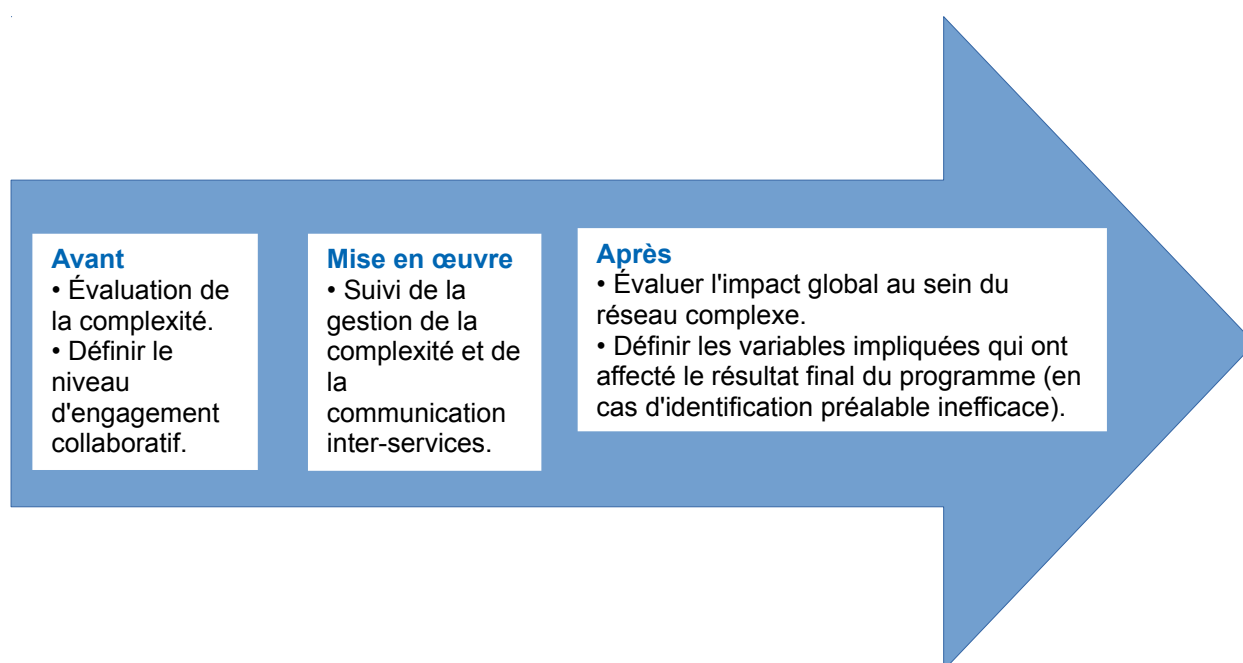 Avant
• Évaluation de
la complexité.
• Définir le
niveau
d'engagement
collaboratif.
Mise en œuvre
• Suivi de la
gestion de la
complexité et de
la
communication
inter-services.
Après
• Évaluer l'impact global au sein du
réseau complexe.
• Définir les variables impliquées qui ont
affecté le résultat final du programme (en
cas d'identification préalable inefficace).